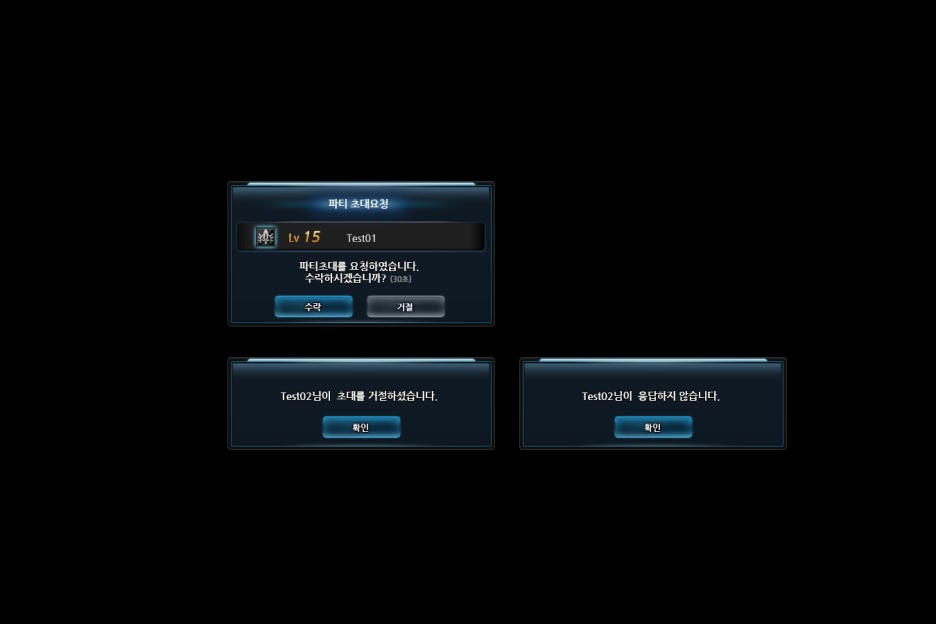 파티 초대요청
Lv 15 Test01
파티초대를 요청하였습니다.
수락하시겠습니까? (30초)
수락 거절
Test02님이 초대를 거절하셨습니다.
확인
Test02님이 응답하지 않습니다.
확인